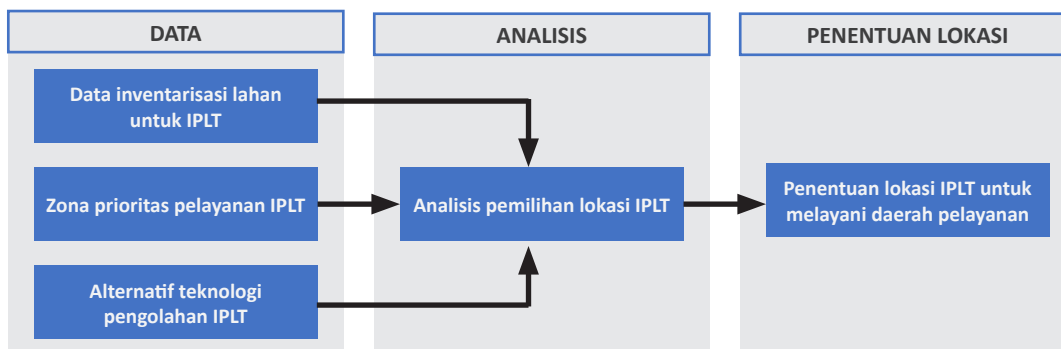 DATA
ANALISIS
PENENTUAN LOKASI
Data inventarisasi lahan
untuk IPLT
Zona prioritas pelayanan IPLT
Alternatif teknologi
pengolahan IPLT
Analisis pemilihan lokasi IPLT
Penentuan lokasi IPLT untuk
melayani daerah pelayanan